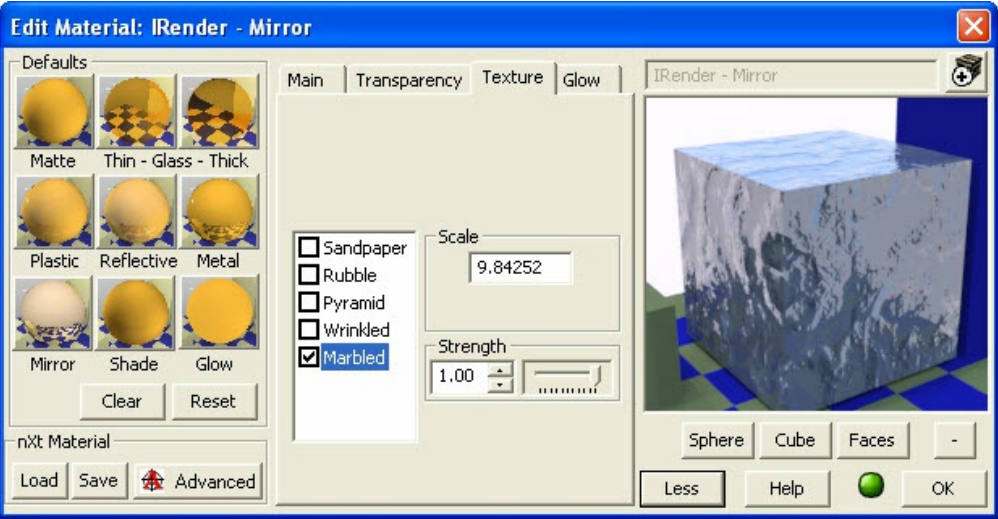 Edit Material: IRender - Mirror
Defaults
Matte
Thin - Glass - Thick
Plastic
Reflective
Metal
Mirror
Shade
Glow
Clear
Reset
nXt Material
Load
Save
Advanced
Main
Transparency
Texture
Glow
Sandpaper
Rubble
Pyramid
Wrinkled
Marbled
Scale
9.84252
Strength
1.00
IRender - Mirror
Sphere
Cube
Faces
-
Less
Help
OK